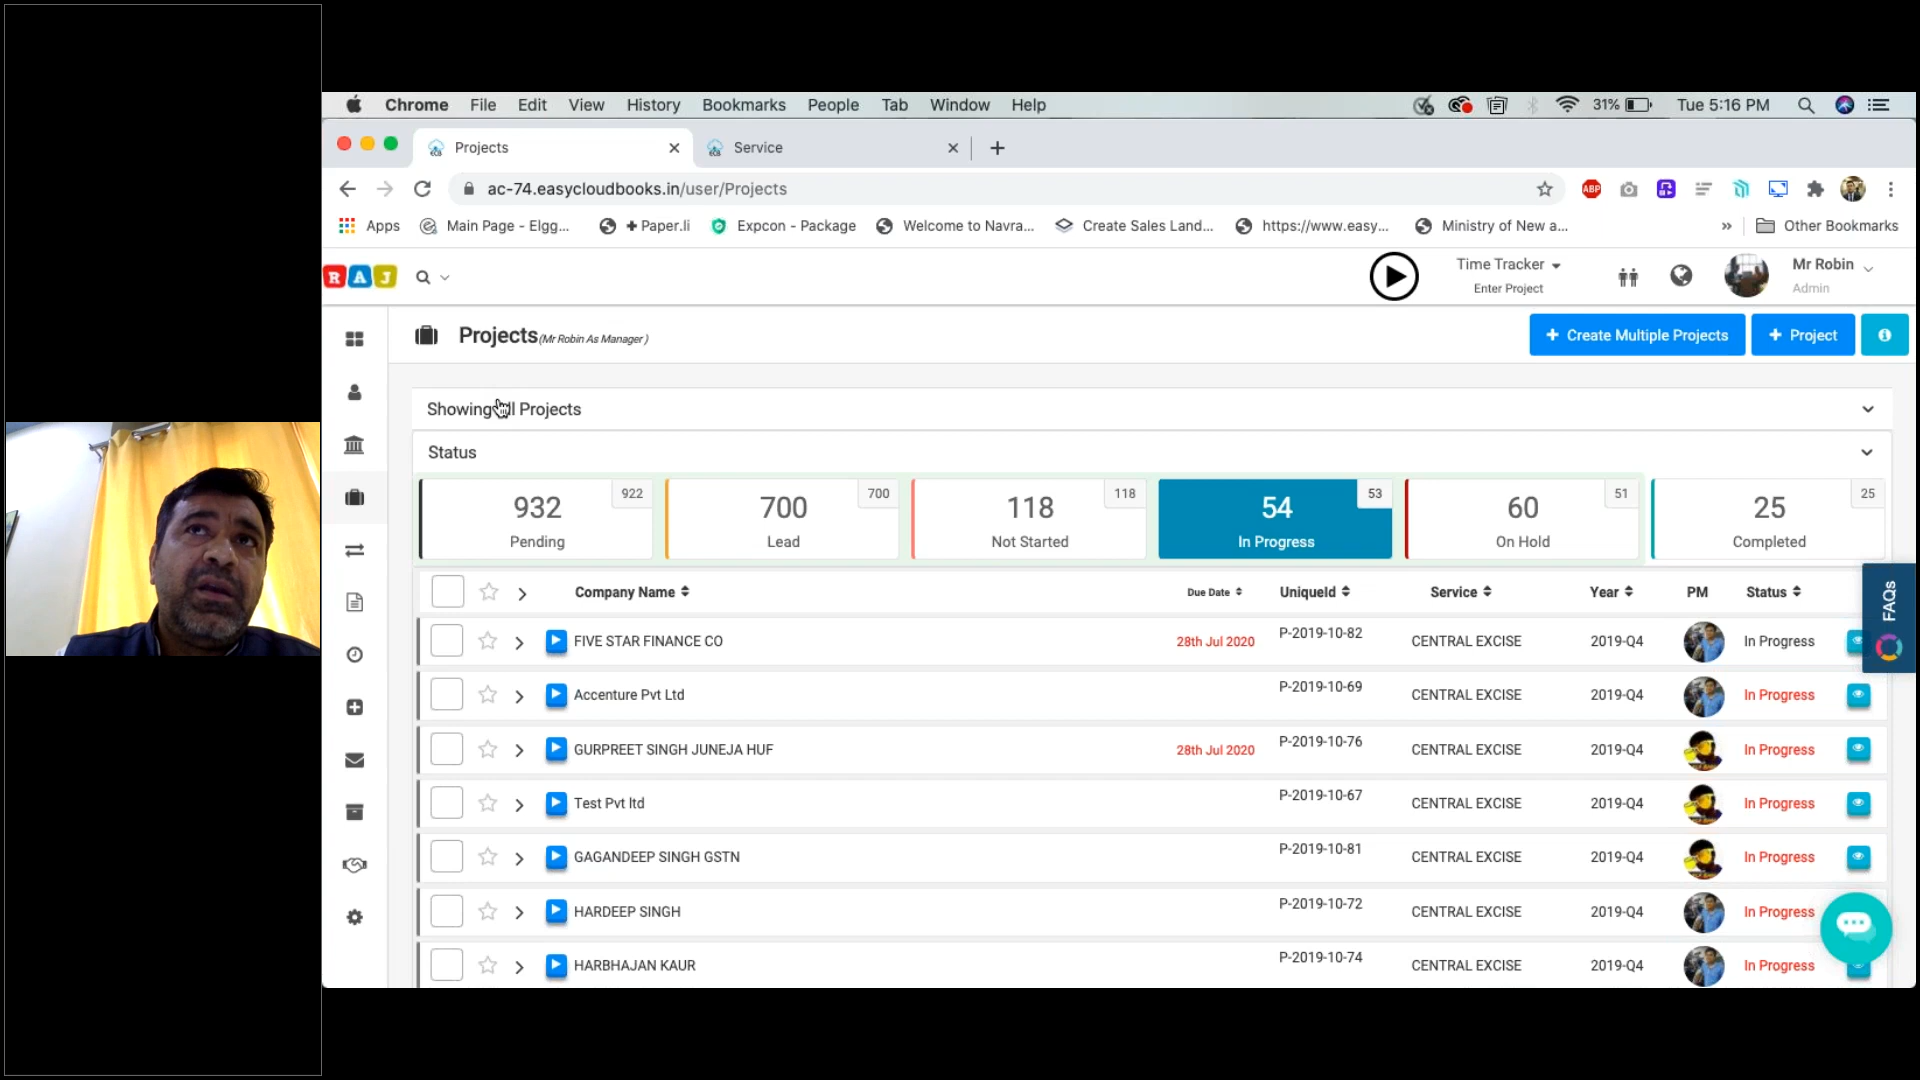 Chrome File Edit View History Bookmarks People Tab Window Help 31% Tue 5:16 PM
Projects Service
ac-74.easycloudbooks.in/user/Projects ABP
Apps Main Page - Elgg... + Paper.li Expcon - Package Welcome to Navra... Create Sales Land... https://www.easy... Ministry of New a... » Other Bookmarks
RAJ Time Tracker Mr Robin
Enter Project Admin
Projects(Mr Robin As Manager) + Create Multiple Projects + Project
Showing ll Projects
Status
932 922 700 700 118 118 54 53 60 51 25 25
Pending Lead Not Started In Progress On Hold Completed
Company Name Due Date UniqueId Service Year PM Status
FIVE STAR FINANCE CO 28th Jul 2020 P-2019-10-82 CENTRAL EXCISE 2019-Q4 In Progress
Accenture Pvt Ltd P-2019-10-69 CENTRAL EXCISE 2019-Q4 In Progress
GURPREET SINGH JUNEJA HUF 28th Jul 2020 P-2019-10-76 CENTRAL EXCISE 2019-Q4 In Progress
Test Pvt ltd P-2019-10-67 CENTRAL EXCISE 2019-Q4 In Progress
GAGANDEEP SINGH GSTN P-2019-10-81 CENTRAL EXCISE 2019-Q4 In Progress
HARDEEP SINGH P-2019-10-72 CENTRAL EXCISE 2019-Q4 In Progress
HARBHAJAN KAUR P-2019-10-74 CENTRAL EXCISE 2019-Q4 In Progress
FAQs